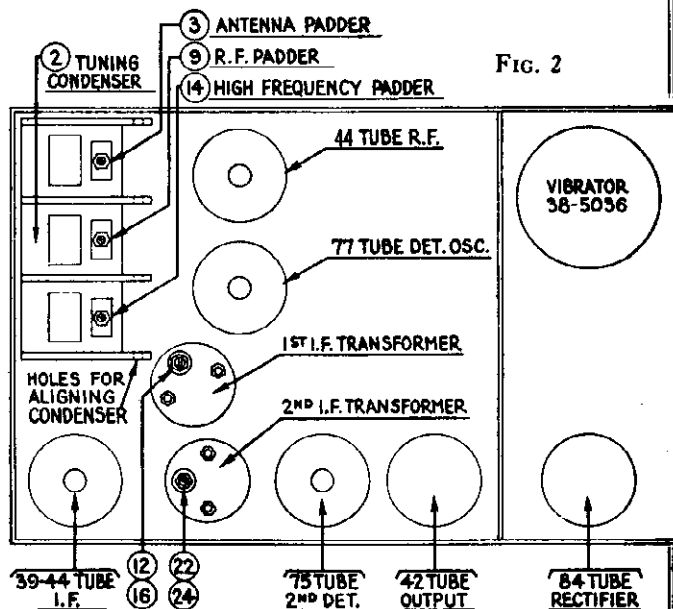 3 ANTENNA PADDER
9 R.F. PADDER
FIG. 2
2 TUNING
CONDENSER
14 HIGH FREQUENCY PADDER
44 TUBE R.F.
VIBRATOR
38-5036
77 TUBE DET. OSC.
1ST I.F. TRANSFORMER
HOLES FOR
ALIGNING
CONDENSER
2ND I.F. TRANSFORMER
12 22
16 24
39-44 TUBE
I.F.
75 TUBE
2ND DET.
42 TUBE
OUTPUT
84 TUBE
RECTIFIER